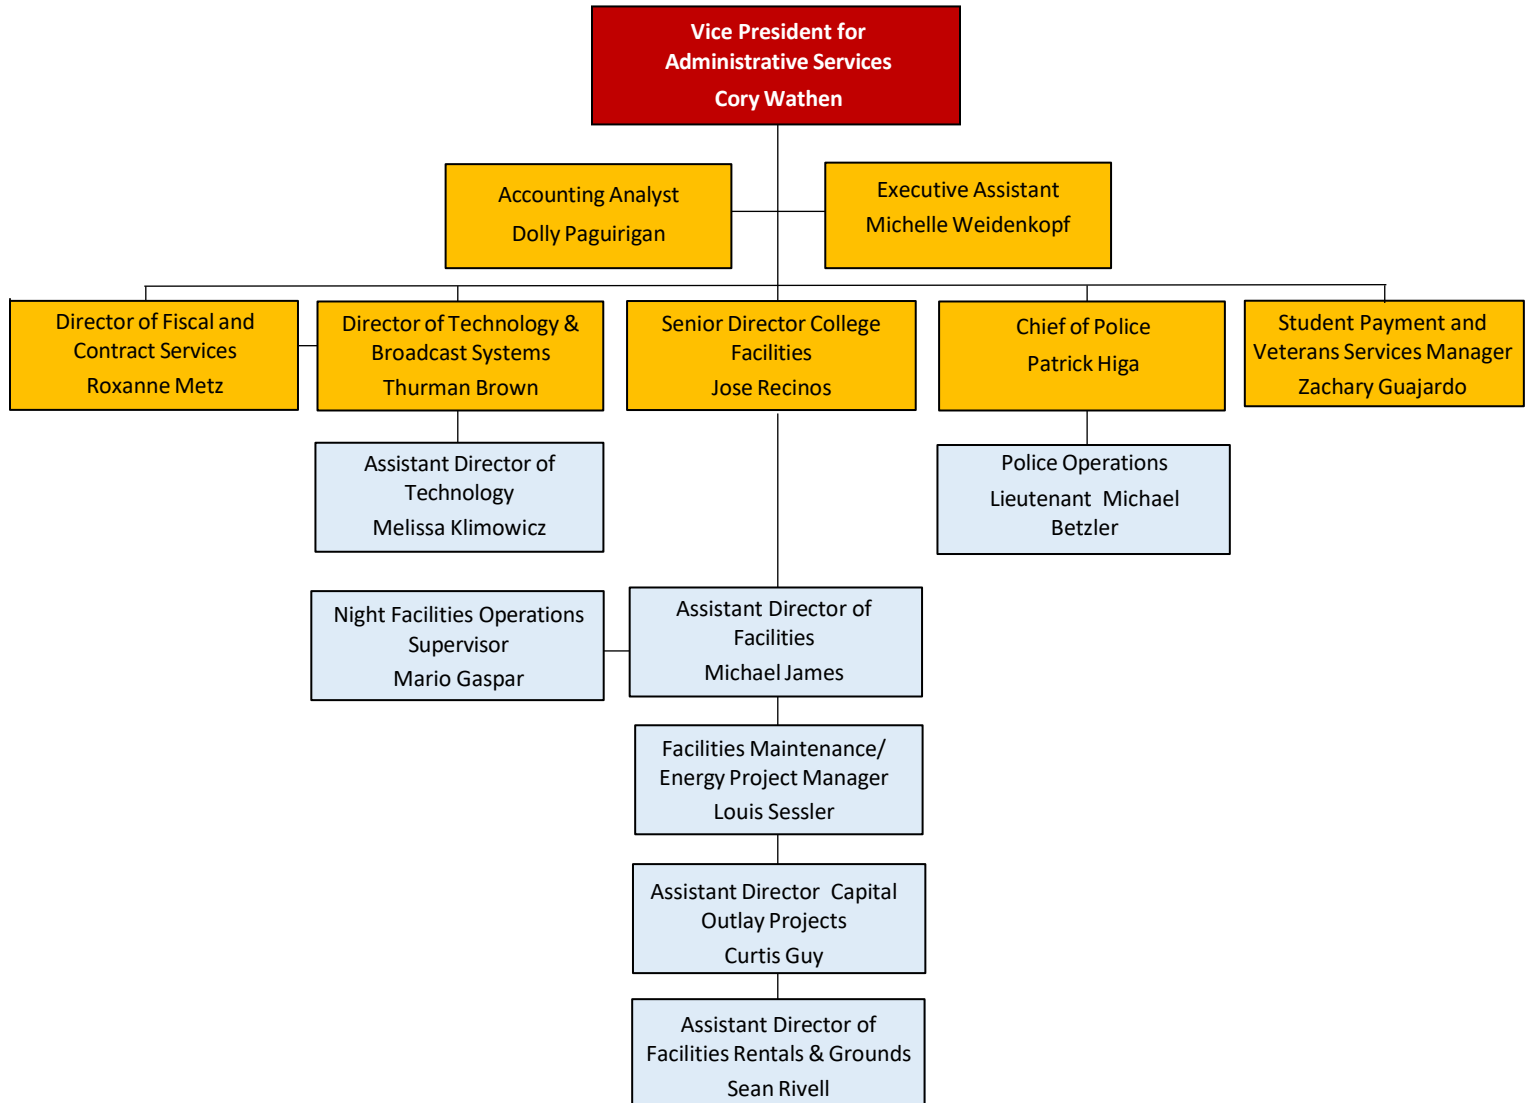 Vice President for
Administrative Services
Cory Wathen
Accounting Analyst
Dolly Paguirigan
Executive Assistant
Michelle Weidenkopf
Director of Fiscal and
Contract Services
Roxanne Metz
Director of Technology &
Broadcast Systems
Thurman Brown
Senior Director College
Facilities
Jose Recinos
Chief of Police
Patrick Higa
Student Payment and
Veterans Services Manager
Zachary Guajardo
Assistant Director of
Technology
Melissa Klimowicz
Police Operations
Lieutenant Michael
Betzler
Night Facilities Operations
Supervisor
Mario Gaspar
Assistant Director of
Facilities
Michael James
Facilities Maintenance/
Energy Project Manager
Louis Sessler
Assistant Director Capital
Outlay Projects
Curtis Guy
Assistant Director of
Facilities Rentals & Grounds
Sean Rivell